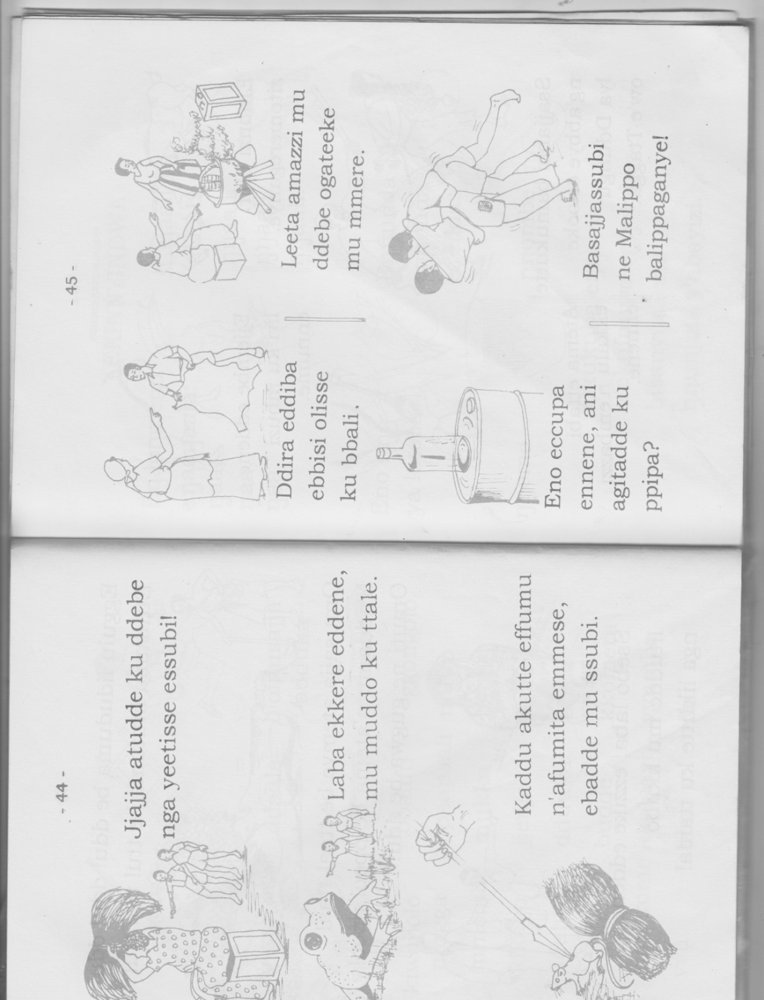 - 44 -
Jjajja atudde ku ddebe
nga yeetisse essubi!
Laba ekkere eddene,
mu muddo ku ttale.
Kaddu akutte effumu
n'afumita emmese,
ebadde mu ssubi.
- 45 -
Ddira eddiba
ebbisi olisse
ku bbali.
Leeta amazzi mu
ddebe ogateeke
mu mmere.
Eno eccupa
ennene, ani
agitadde ku
ppipa?
Basajjassubi
ne Malippo
balippaganye!